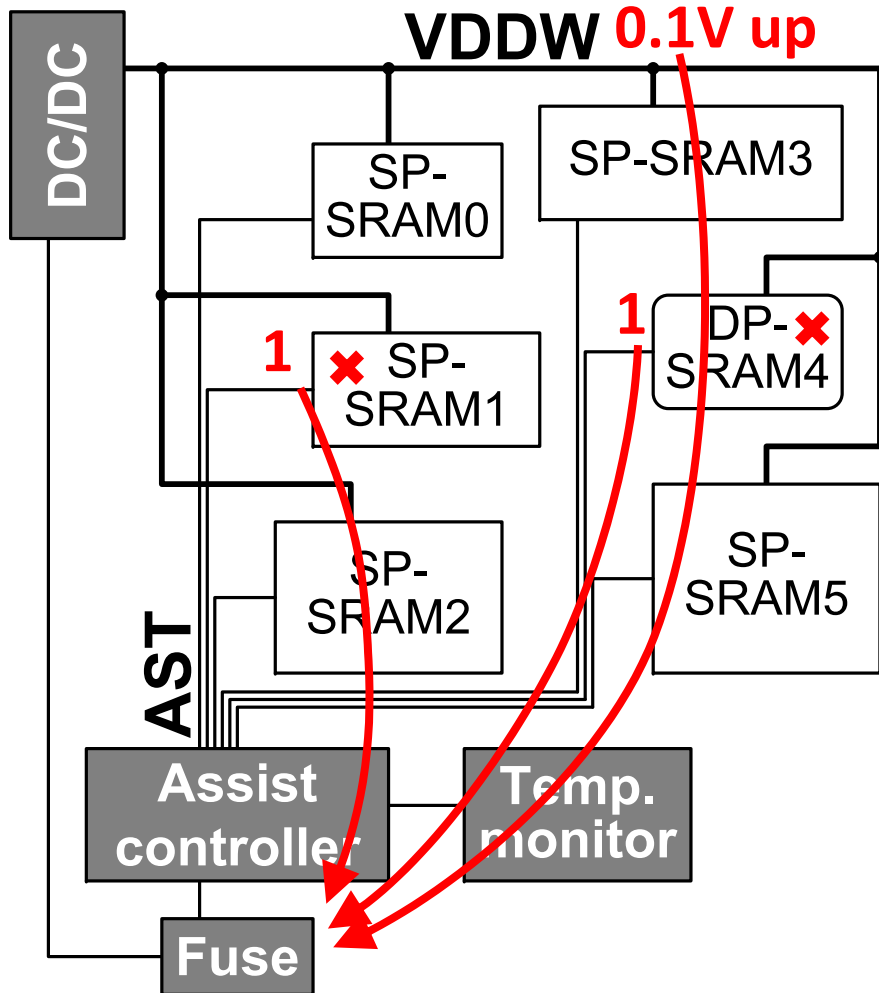 VDDW 0.1V up
DC/DC
SP-
SRAM0
SP-SRAM3
1
SP-
SRAM1
1
DP-
SRAM4
SP-
SRAM2
SP-
SRAM5
AST
Assist
controller
Temp.
monitor
Fuse